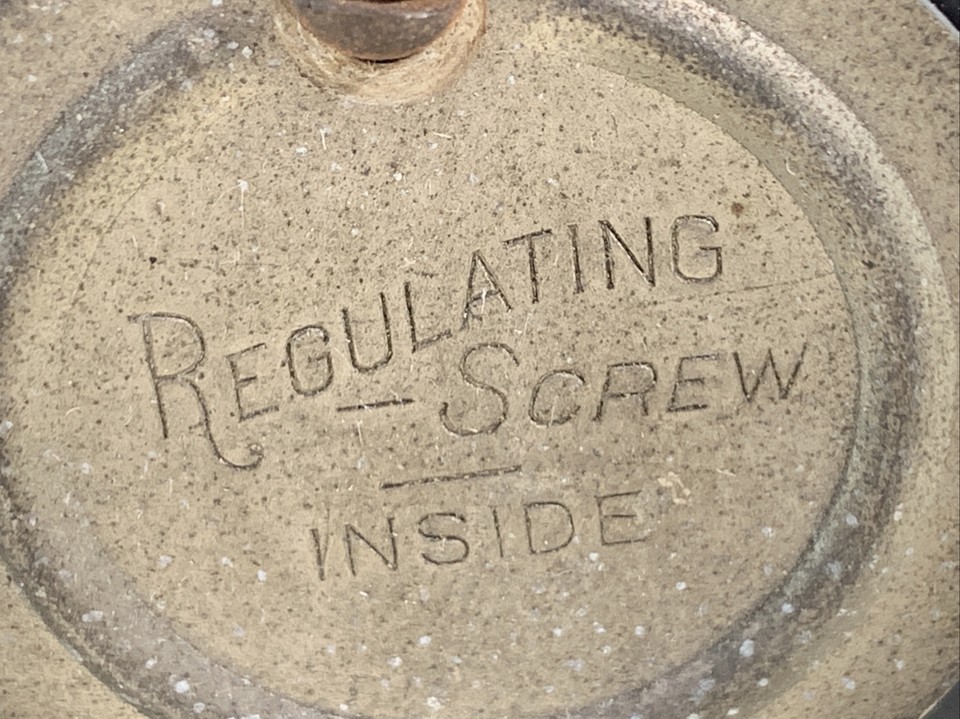 REGULATING
— SCREW
INSIDE